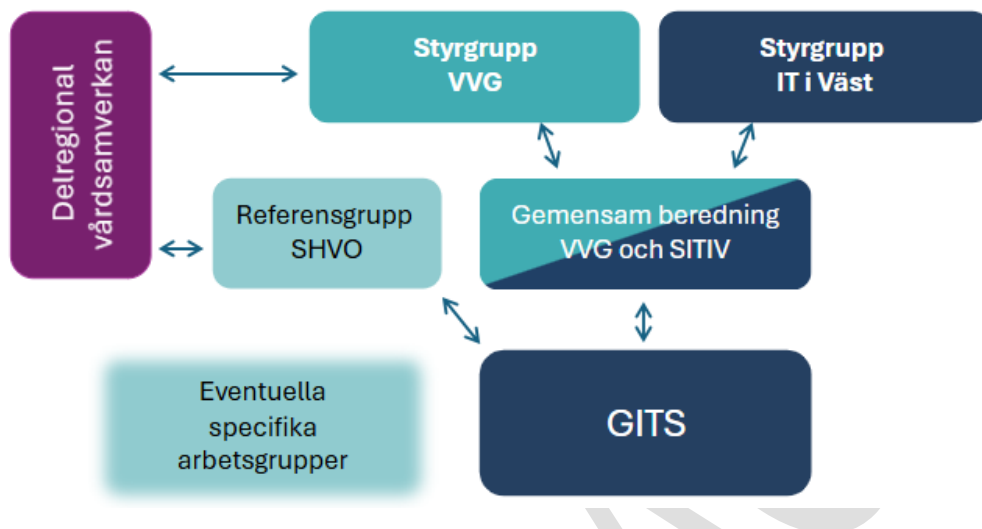 Delregional
vårdsamverkan
Styrgrupp
VVG
Styrgrupp
IT i Väst
Referensgrupp
SHVO
Gemensam beredning
VVG och SITIV
Eventuella
specifika
arbetsgrupper
GITS